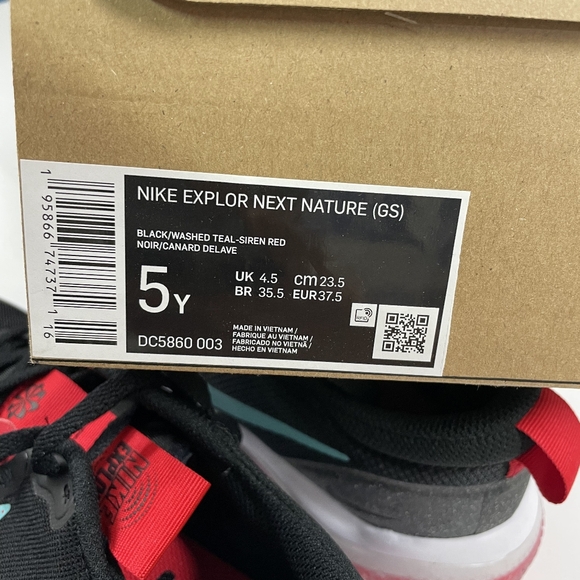 NIKE EXPLOR NEXT NATURE (GS)
BLACK/WASHED TEAL-SIREN RED
NOIR/CANARD DELAVE
5Y
UK 4.5 cm 23.5
BR 35.5 EUR 37.5
DC5860 003
MADE IN VIETNAM /
FABRIQUE AU VIETNAM /
FABRICADO NO VIETNÃ /
HECHO EN VIETNAM
1 95866 74737 1 16
NIKE